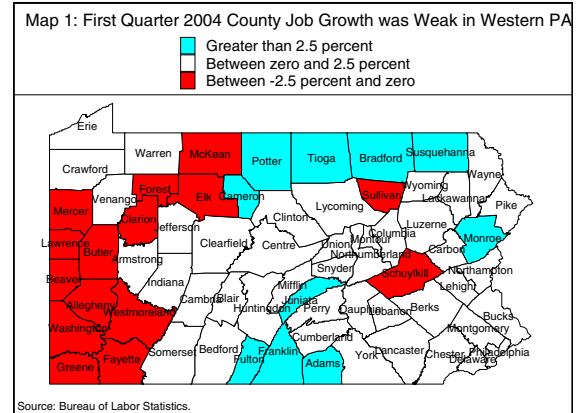 Map 1: First Quarter 2004 County Job Growth was Weak in Western PA
Greater than 2.5 percent
Between zero and 2.5 percent
Between -2.5 percent and zero
Erie
Crawford
Warren
McKean
Potter
Tioga
Bradford
Susquehanna
Wayne
Wyoming
Lackawanna
Pike
Mercer
Venango
Forest
Elk
Cameron
Sullivan
Clarion
Jefferson
Clinton
Lycoming
Luzerne
Monroe
Lawrence
Butler
Armstrong
Clearfield
Centre
Union
Montour
Columbia
Northumberland
Carbon
Snyder
Schuylkill
Northampton
Lehigh
Beaver
Indiana
Allegheny
Cambria
Blair
Mifflin
Juniata
Huntingdon
Perry
Dauphin
Lebanon
Berks
Bucks
Montgomery
Washington
Westmoreland
Cumberland
Somerset
Bedford
Fulton
Franklin
Adams
York
Lancaster
Chester
Philadelphia
Delaware
Greene
Fayette
Source: Bureau of Labor Statistics.